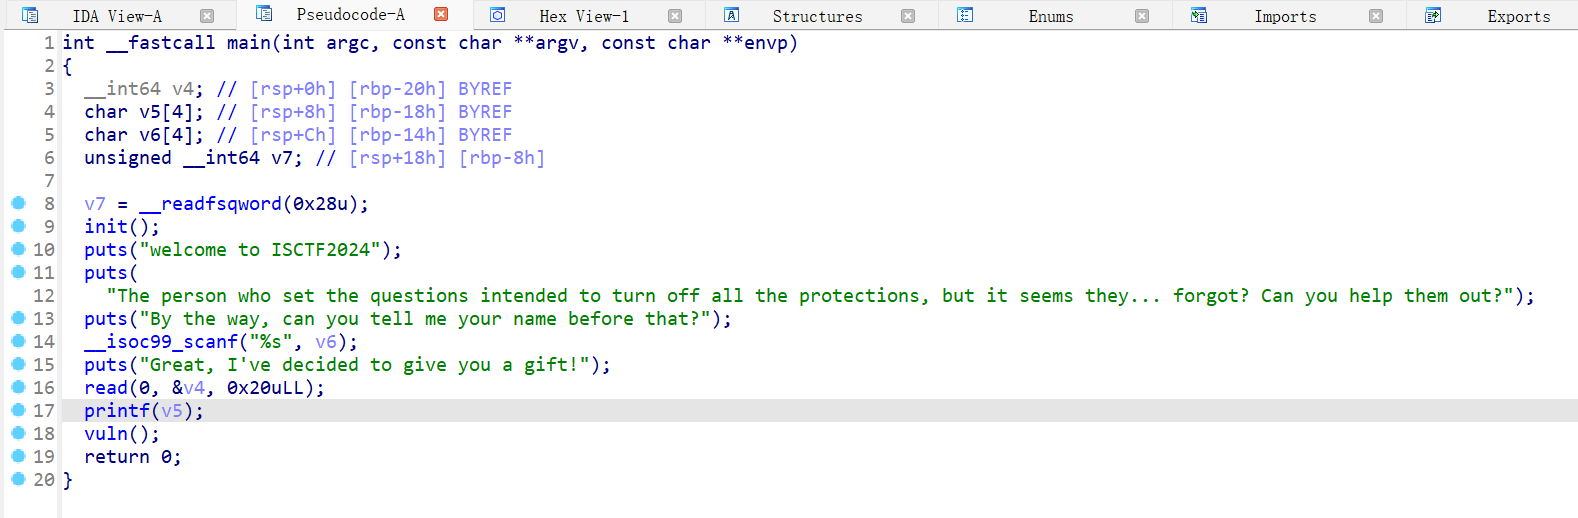 IDA View-A Pseudocode-A Hex View-1 Structures Enums Imports Exports
1 int __fastcall main(int argc, const char **argv, const char **envp)
2 {
3   __int64 v4; // [rsp+0h] [rbp-20h] BYREF
4   char v5[4]; // [rsp+8h] [rbp-18h] BYREF
5   char v6[4]; // [rsp+Ch] [rbp-14h] BYREF
6   unsigned __int64 v7; // [rsp+18h] [rbp-8h]
7
8   v7 = __readfsqword(0x28u);
9   init();
10   puts("welcome to ISCTF2024");
11   puts(
12     "The person who set the questions intended to turn off all the protections, but it seems they... forgot? Can you help them out?");
13   puts("By the way, can you tell me your name before that?");
14   __isoc99_scanf("%s", v6);
15   puts("Great, I've decided to give you a gift!");
16   read(0, &v4, 0x20uLL);
17   printf(v5);
18   vuln();
19   return 0;
20 }